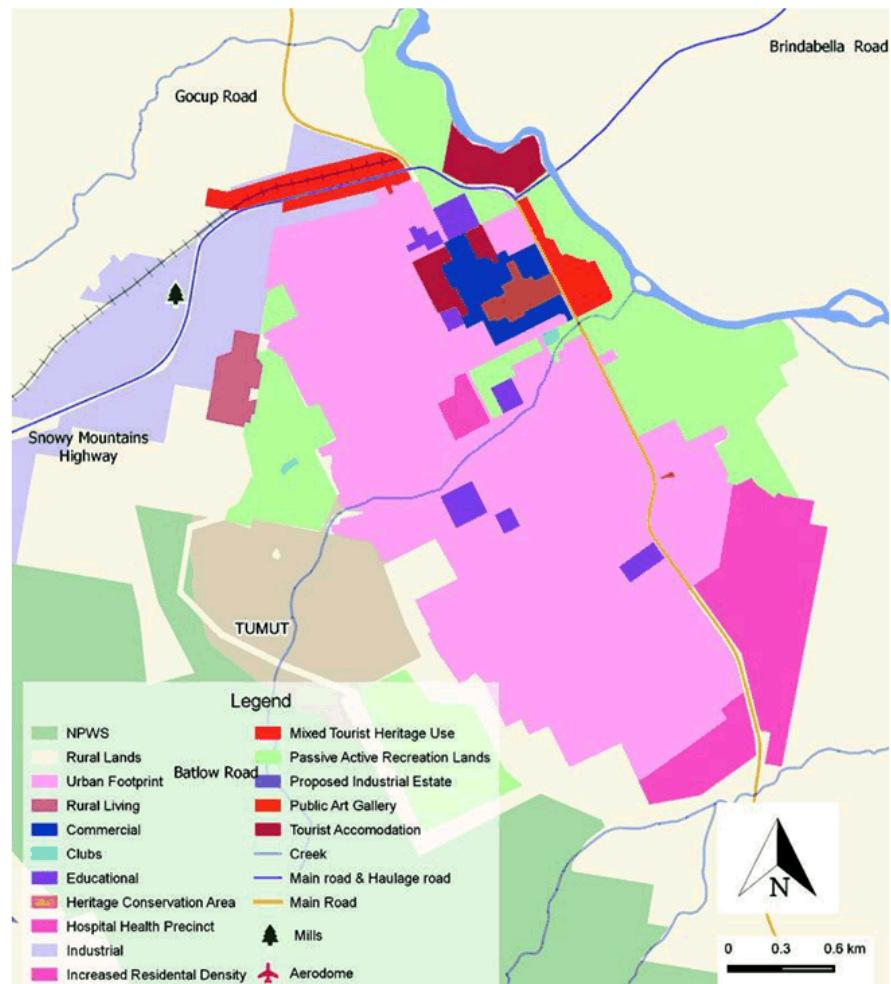 Brindabella Road
Gocup Road
Snowy Mountains
Highway
TUMUT
Batlow Road
Legend
NPWS
Rural Lands
Urban Footprint
Rural Living
Commercial
Clubs
Educational
Heritage Conservation Area
Hospital Health Precinct
Industrial
Increased Residental Density
Mixed Tourist Heritage Use
Passive Active Recreation Lands
Proposed Industrial Estate
Public Art Gallery
Tourist Accomodation
Creek
Main road & Haulage road
Main Road
Mills
Aerodome
N
0 0.3 0.6 km